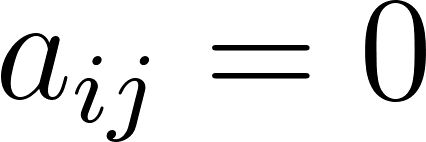 a_{ij} = 0